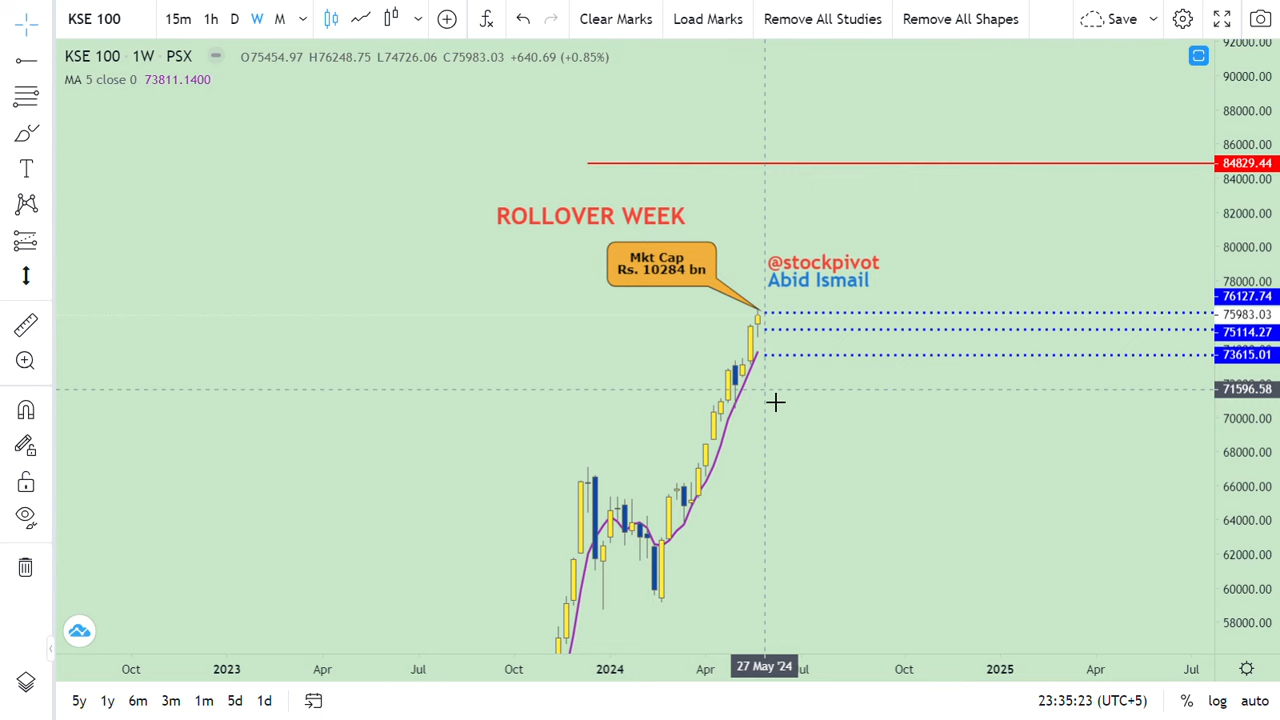 KSE 100 15m 1h D W M Clear Marks Load Marks Remove All Studies Remove All Shapes Save
KSE 100 · 1W · PSX O75454.97 H76248.75 L74726.06 C75983.03 +640.69 (+0.85%)
MA 5 close 0 73811.1400
92000.00
90000.00
88000.00
86000.00
84829.44
84000.00
ROLLOVER WEEK
82000.00
80000.00
Mkt Cap
Rs. 10284 bn
@stockpivot
Abid Ismail
78000.00
76127.74
75983.03
75114.27
73615.01
71596.58
70000.00
68000.00
66000.00
64000.00
62000.00
60000.00
58000.00
Oct 2023 Apr Jul Oct 2024 Apr 27 May '24 ul Oct 2025 Apr Jul
5y 1y 6m 3m 1m 5d 1d 23:35:23 (UTC+5) % log auto